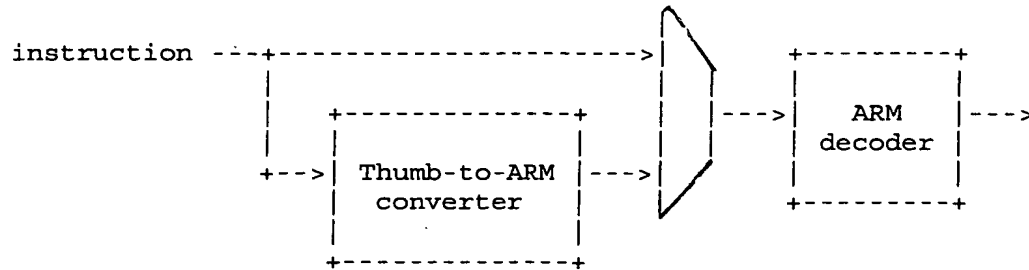 instruction
ARM
decoder
Thumb-to-ARM
converter